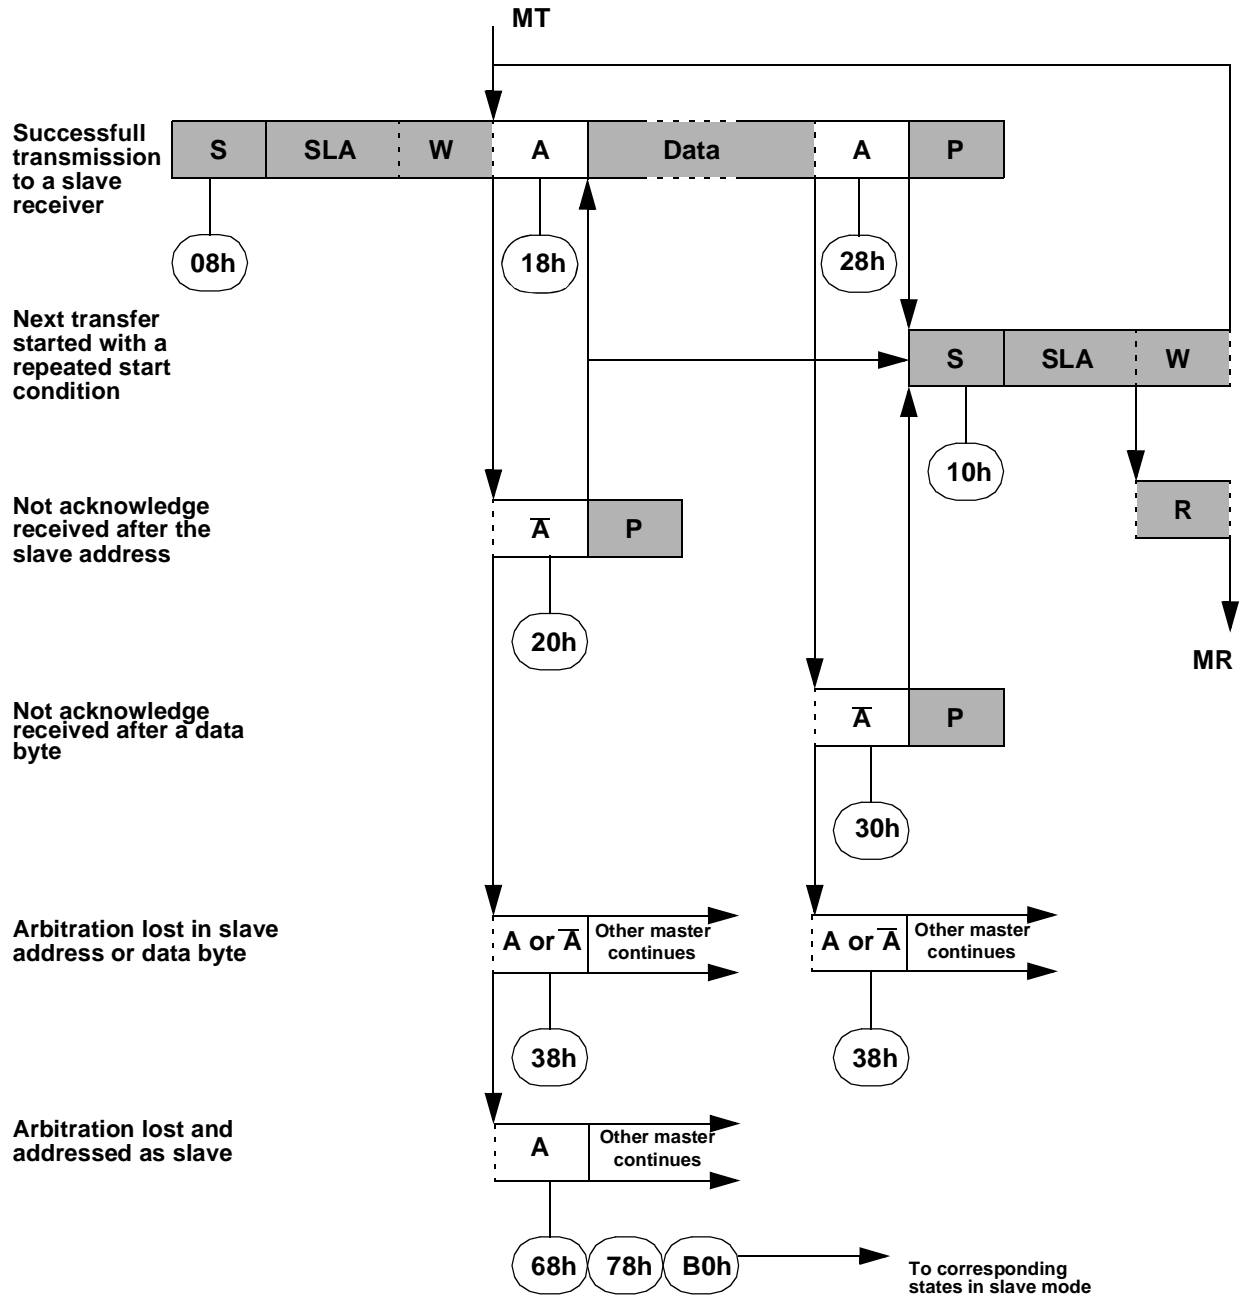 MT
Successfull
transmission
to a slave
receiver
S SLA W A Data A P
08h 18h 28h
Next transfer
started with a
repeated start
condition
S SLA W
10h
Not acknowledge
received after the
slave address
A̅ P
R
20h
MR
Not acknowledge
received after a data
byte
A̅ P
30h
Arbitration lost in slave
address or data byte
A or A̅ Other master
continues
A or A̅ Other master
continues
38h 38h
Arbitration lost and
addressed as slave
A Other master
continues
68h 78h B0h
To corresponding
states in slave mode